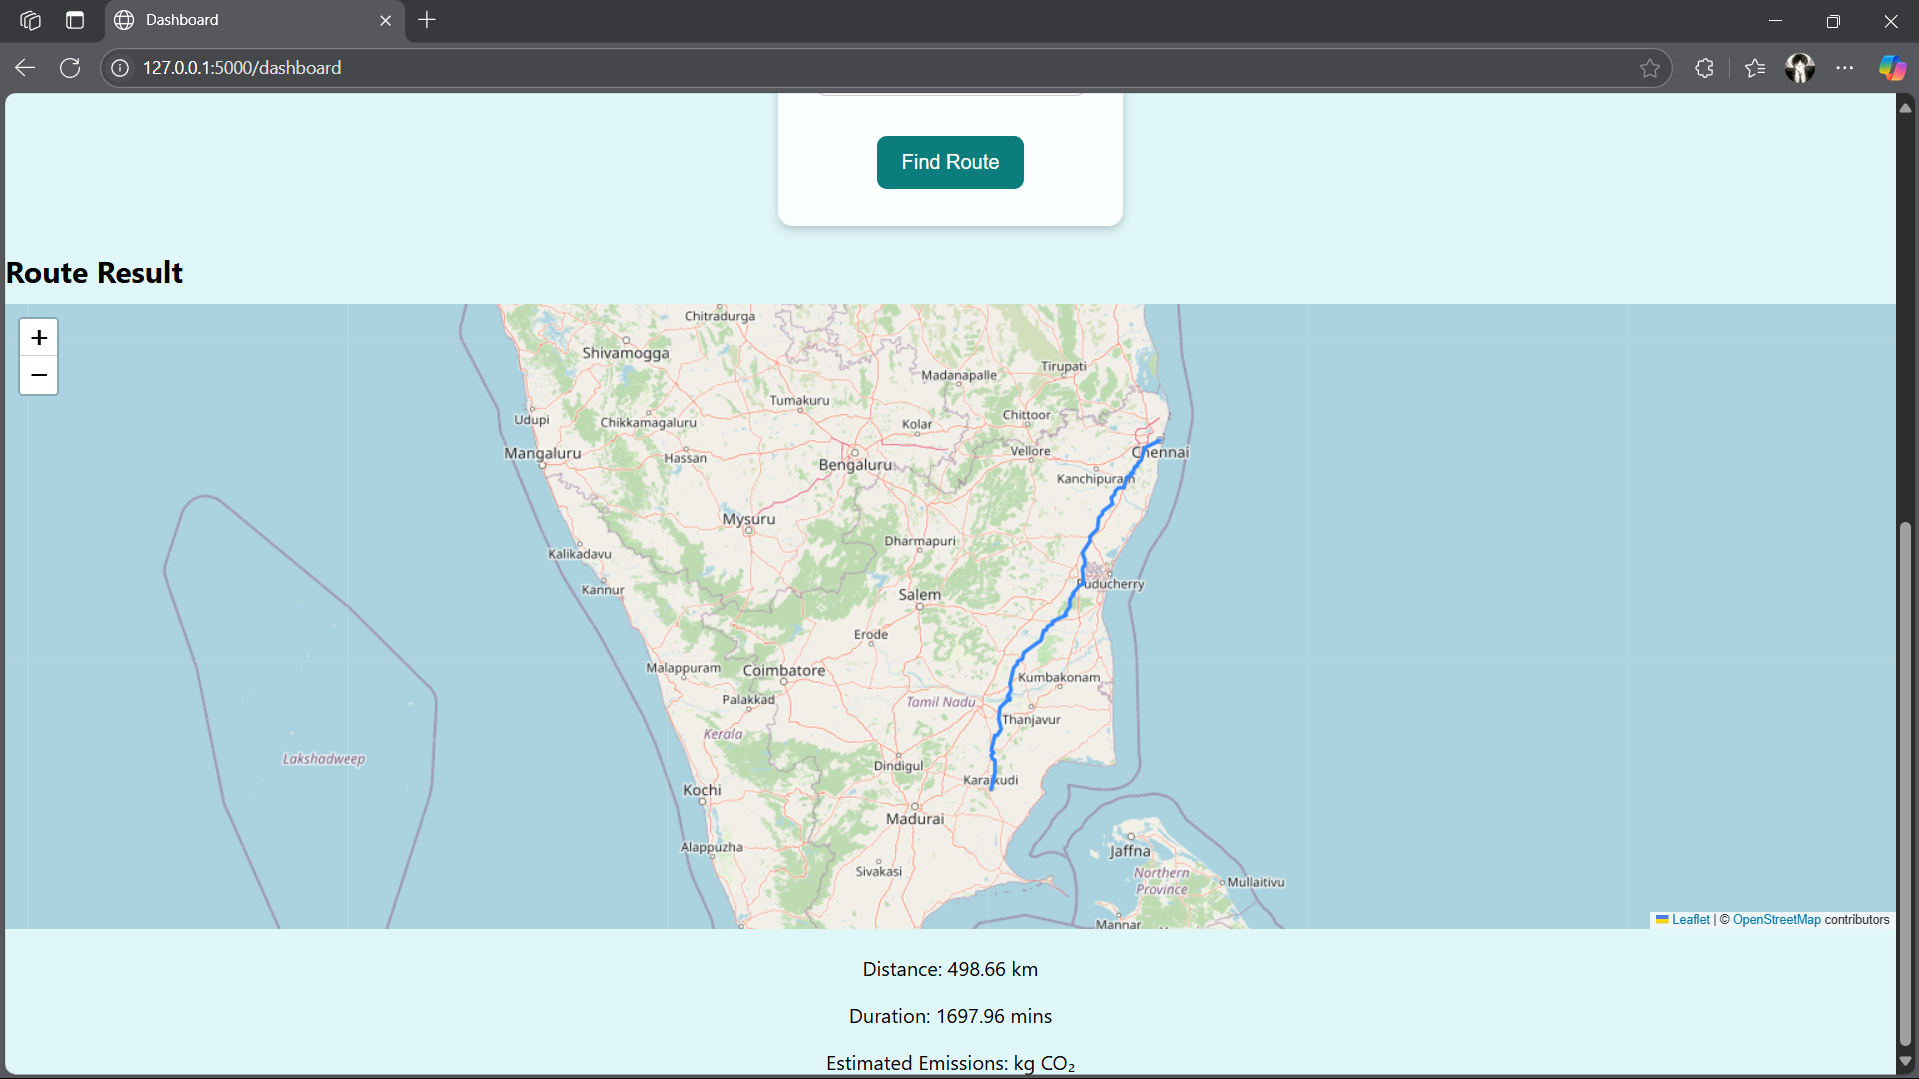 Dashboard
127.0.0.1:5000/dashboard
Find Route
Route Result
+
−
Chitradurga
Shivamogga
Tirupati
Madanapalle
Tumakuru
Chittoor
Udupi
Chikkamagaluru
Kolar
Mangaluru
Hassan
Vellore
Chennai
Bengaluru
Kanchipuram
Mysuru
Dharmapuri
Kalikadavu
Kannur
Puducherry
Salem
Erode
Malappuram
Coimbatore
Kumbakonam
Palakkad
Tamil Nadu
Thanjavur
Kerala
Lakshadweep
Dindigul
Karaikudi
Kochi
Madurai
Alappuzha
Jaffna
Sivakasi
Northern
Province
Mullaitivu
Mannar
Leaflet | © OpenStreetMap contributors
Distance: 498.66 km
Duration: 1697.96 mins
Estimated Emissions: kg CO₂